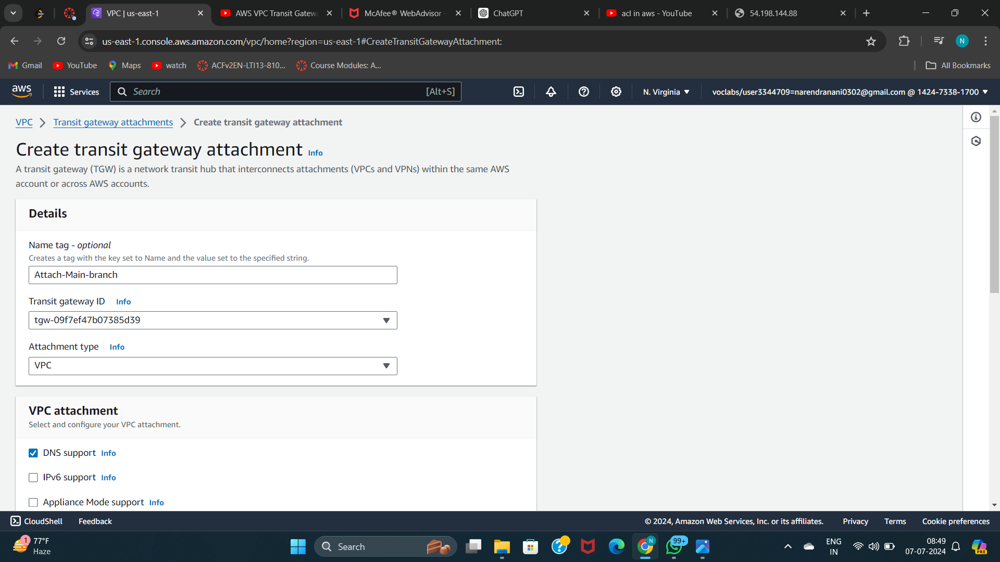 VPC | us-east-1
AWS VPC Transit Gatewa
McAfee® WebAdvisor -
ChatGPT
acl in aws - YouTube
54.198.144.88
us-east-1.console.aws.amazon.com/vpc/home?region=us-east-1#CreateTransitGatewayAttachment:
N
Gmail
YouTube
Maps
watch
ACFv2EN-LTI13-810...
Course Modules: A...
All Bookmarks
aws
Services
Search
[Alt+S]
N. Virginia
voclabs/user3344709=narendranani0302@gmail.com @ 1424-7338-1700
VPC
Transit gateway attachments
Create transit gateway attachment
Create transit gateway attachment Info
A transit gateway (TGW) is a network transit hub that interconnects attachments (VPCs and VPNs) within the same AWS
account or across AWS accounts.
Details
Name tag - optional
Creates a tag with the key set to Name and the value set to the specified string.
Attach-Main-branch
Transit gateway ID Info
tgw-09f7ef47b07385d39
Attachment type Info
VPC
VPC attachment
Select and configure your VPC attachment.
DNS support Info
IPv6 support Info
Appliance Mode support Info
CloudShell
Feedback
© 2024, Amazon Web Services, Inc. or its affiliates.
Privacy
Terms
Cookie preferences
1
77°F
Haze
Search
N
99+
ENG
IN
08:49
07-07-2024
PRE